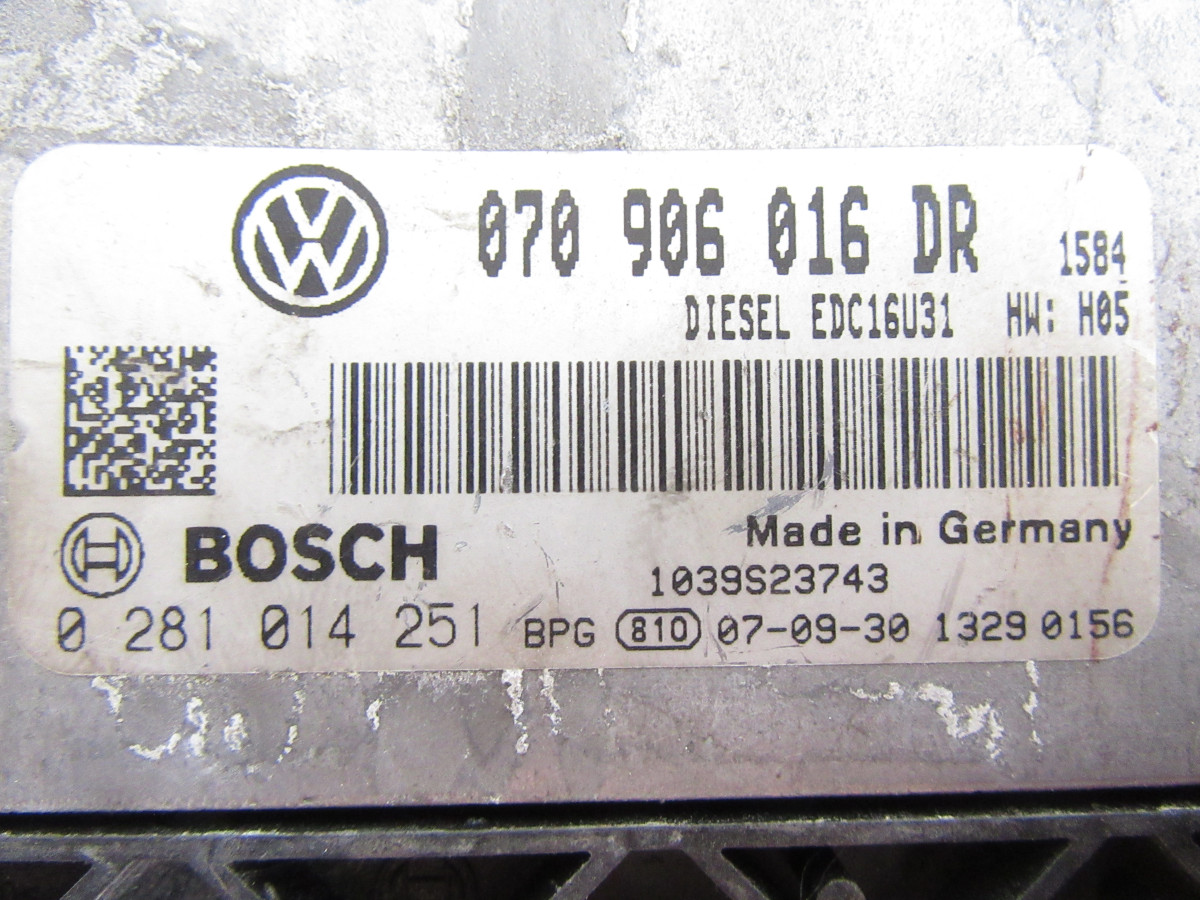 070 906 016 DR 1584
DIESEL EDC16U31 HW: H05
Made in Germany
BOSCH
1039S23743
0 281 014 251 BPG 810 07-09-30 1329 0156